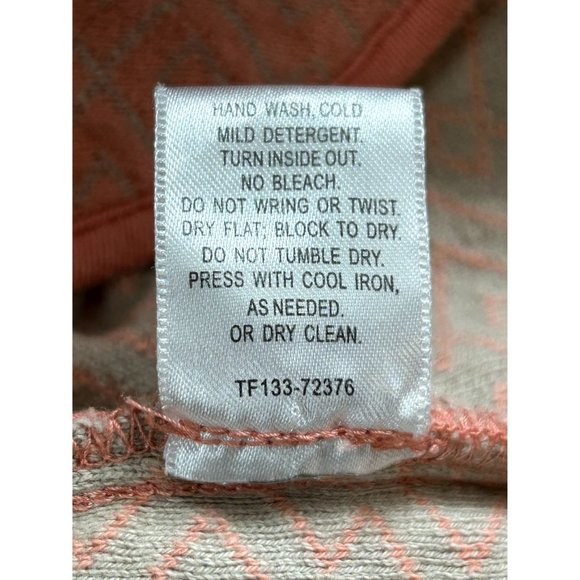 HAND WASH, COLD
MILD DETERGENT.
TURN INSIDE OUT.
NO BLEACH.
DO NOT WRING OR TWIST.
DRY FLAT; BLOCK TO DRY.
DO NOT TUMBLE DRY.
PRESS WITH COOL IRON,
AS NEEDED.
OR DRY CLEAN.
TF133-72376